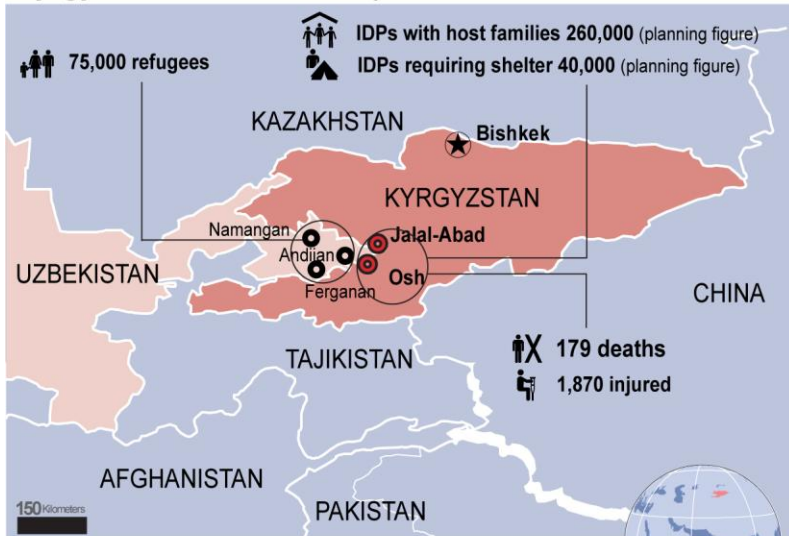 IDPs with host families 260,000 (planning figure)
75,000 refugees
IDPs requiring shelter 40,000 (planning figure)
KAZAKHSTAN
Bishkek
KYRGYZSTAN
Namangan
Jalal-Abad
Andijan
UZBEKISTAN
Ferganan
Osh
CHINA
179 deaths
TAJIKISTAN
1,870 injured
AFGHANISTAN
PAKISTAN
150 Kilometers